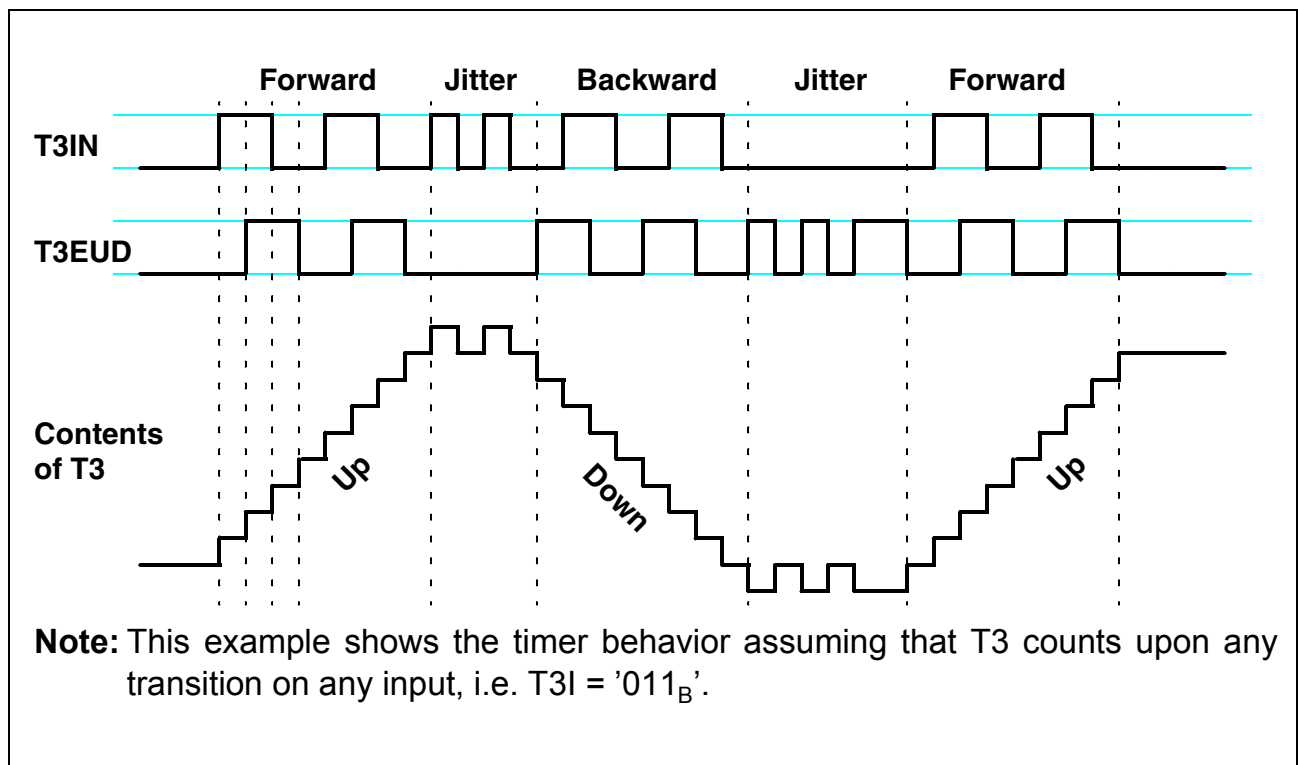 Forward Jitter Backward Jitter Forward
T3IN
T3EUD
Contents
of T3
Up
Down
Up
Note: This example shows the timer behavior assuming that T3 counts upon any
transition on any input, i.e. T3I = '011B'.